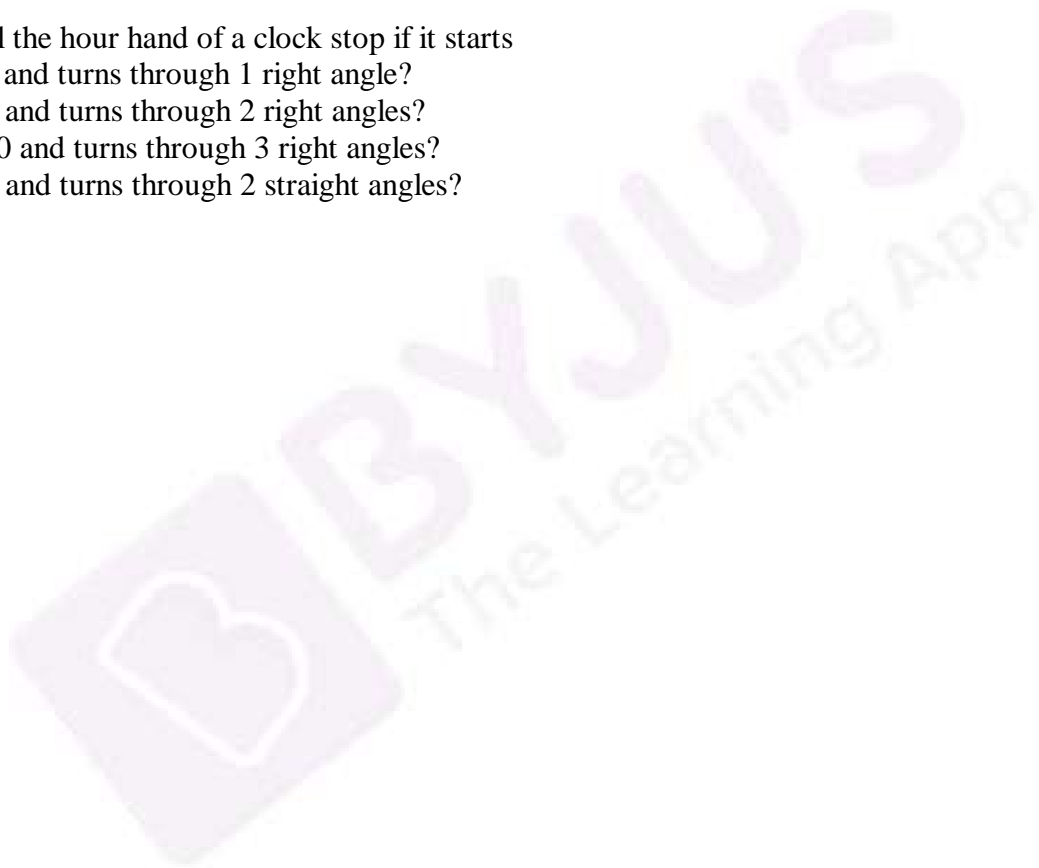 the hour hand of a clock stop if it starts
and turns through 1 right angle?
and turns through 2 right angles?
0 and turns through 3 right angles?
and turns through 2 straight angles?
BYJU'S
The Learning App